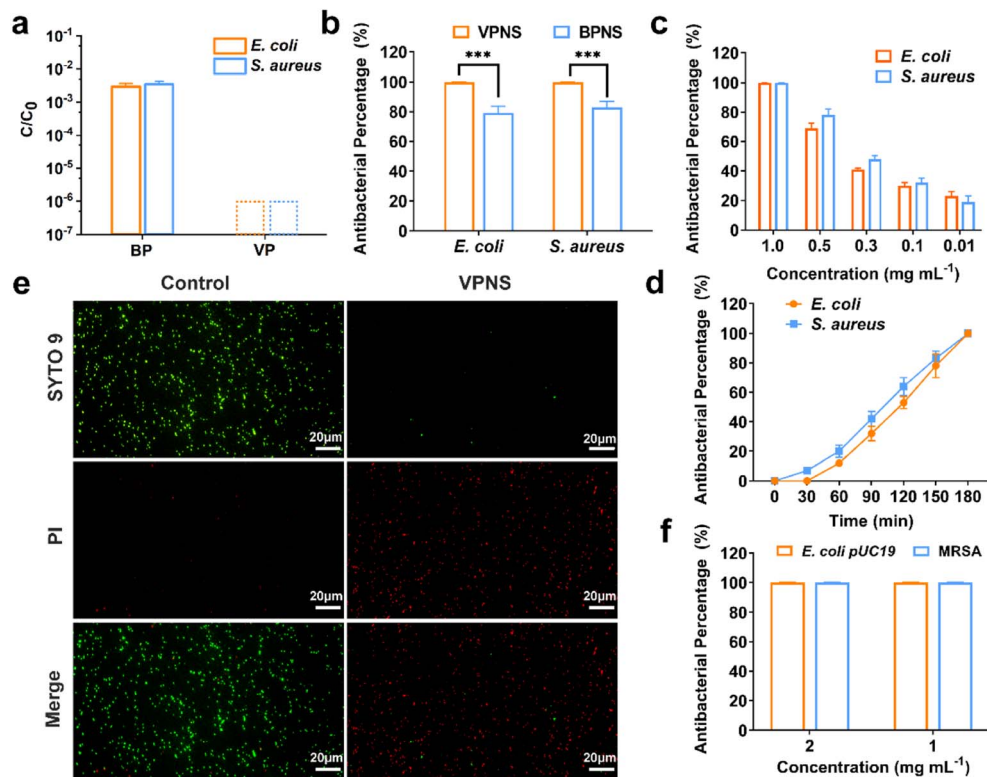 a
10⁻¹
10⁻²
10⁻³
10⁻⁴
10⁻⁵
10⁻⁶
10⁻⁷
C/C₀
E. coli
S. aureus
BP VP
b
VPNS BPNS
Antibacterial Percentage (%)
120
100
80
60
40
20
0
*** ***
E. coli S. aureus
c
E. coli
S. aureus
Antibacterial Percentage (%)
120
100
80
60
40
20
0
1.0 0.5 0.3 0.1 0.01
Concentration (mg mL⁻¹)
d
E. coli
S. aureus
Antibacterial Percentage (%)
120
100
80
60
40
20
0
0 30 60 90 120 150 180
Time (min)
e
Control VPNS
SYTO 9
20μm 20μm
PI
20μm 20μm
Merge
20μm 20μm
f
E. coli pUC19 MRSA
Antibacterial Percentage (%)
120
100
80
60
40
20
0
2 1
Concentration (mg mL⁻¹)